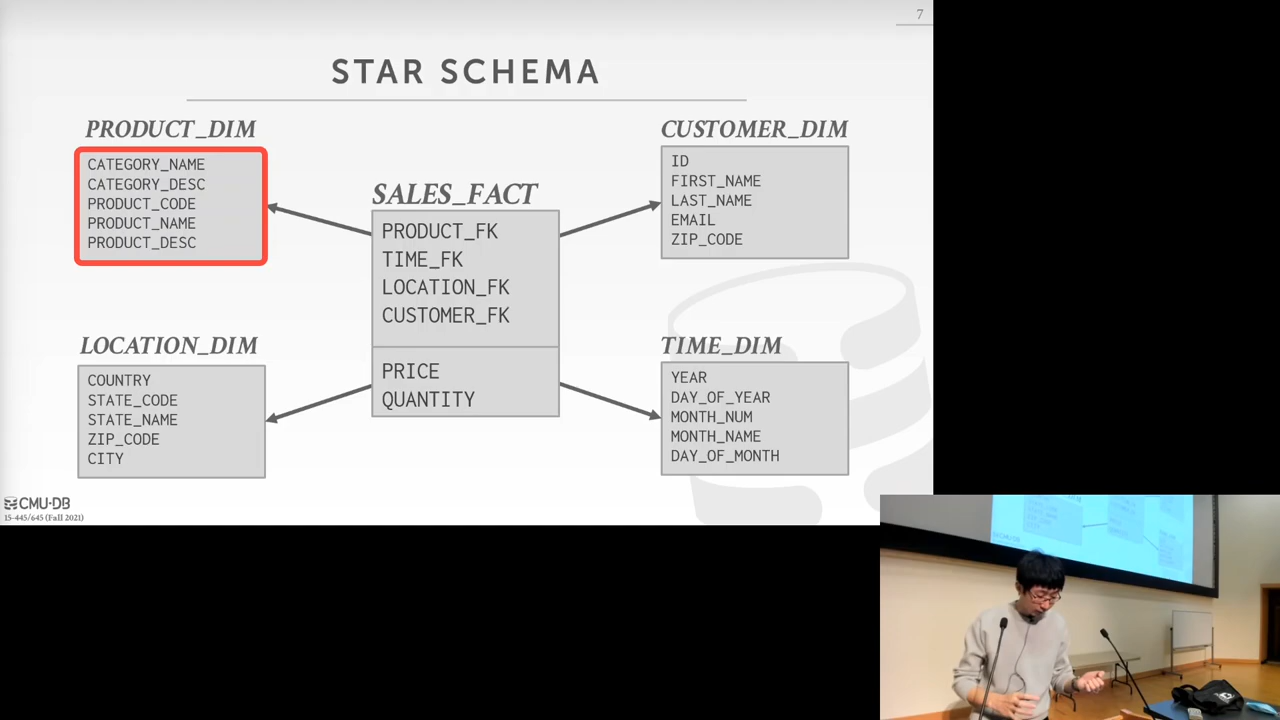 7
STAR SCHEMA
PRODUCT_DIM
CATEGORY_NAME
CATEGORY_DESC
PRODUCT_CODE
PRODUCT_NAME
PRODUCT_DESC
SALES_FACT
PRODUCT_FK
TIME_FK
LOCATION_FK
CUSTOMER_FK
PRICE
QUANTITY
CUSTOMER_DIM
ID
FIRST_NAME
LAST_NAME
EMAIL
ZIP_CODE
LOCATION_DIM
COUNTRY
STATE_CODE
STATE_NAME
ZIP_CODE
CITY
TIME_DIM
YEAR
DAY_OF_YEAR
MONTH_NUM
MONTH_NAME
DAY_OF_MONTH
CMU·DB
15-445/645 (Fall 2021)